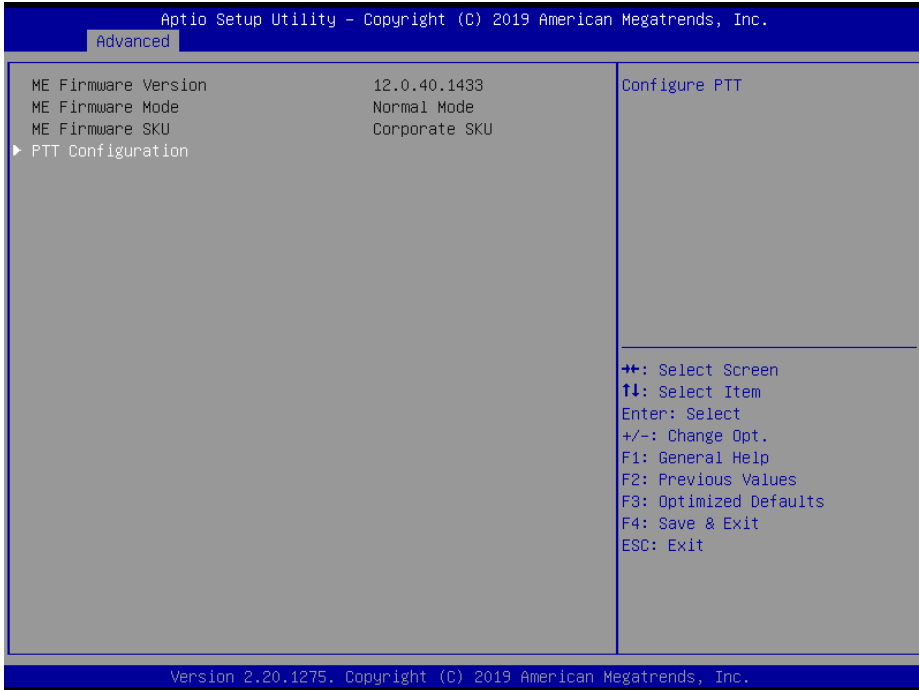 Aptio Setup Utility – Copyright (C) 2019 American Megatrends, Inc.
Advanced
ME Firmware Version 12.0.40.1433
ME Firmware Mode Normal Mode
ME Firmware SKU Corporate SKU
▶ PTT Configuration
Configure PTT
→←: Select Screen
↑↓: Select Item
Enter: Select
+/-: Change Opt.
F1: General Help
F2: Previous Values
F3: Optimized Defaults
F4: Save & Exit
ESC: Exit
Version 2.20.1275. Copyright (C) 2019 American Megatrends, Inc.